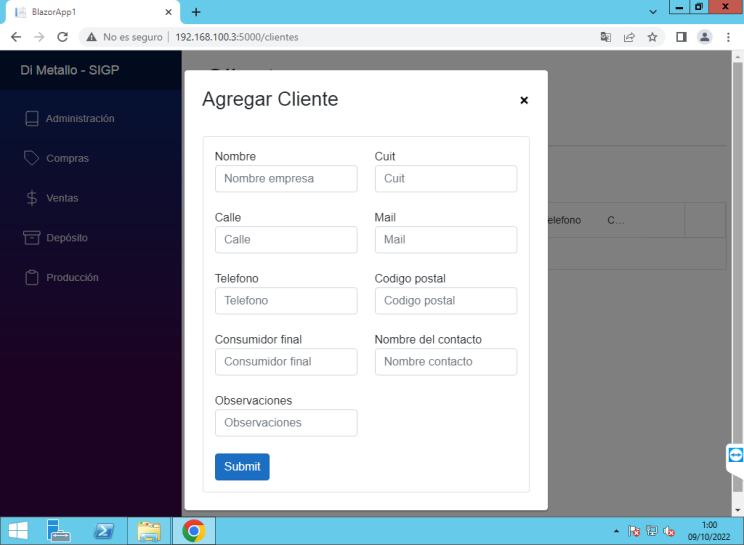 BlazorApp1
No es seguro | 192.168.100.3:5000/clientes
Di Metallo - SIGP
Administración
Compras
Ventas
Depósito
Producción
Agregar Cliente
Nombre
Nombre empresa
Cuit
Cuit
Calle
Calle
Mail
Mail
Telefono
Telefono
Codigo postal
Codigo postal
Consumidor final
Consumidor final
Nombre del contacto
Nombre contacto
Observaciones
Observaciones
Submit
elefono
C...
1:00
09/10/2022